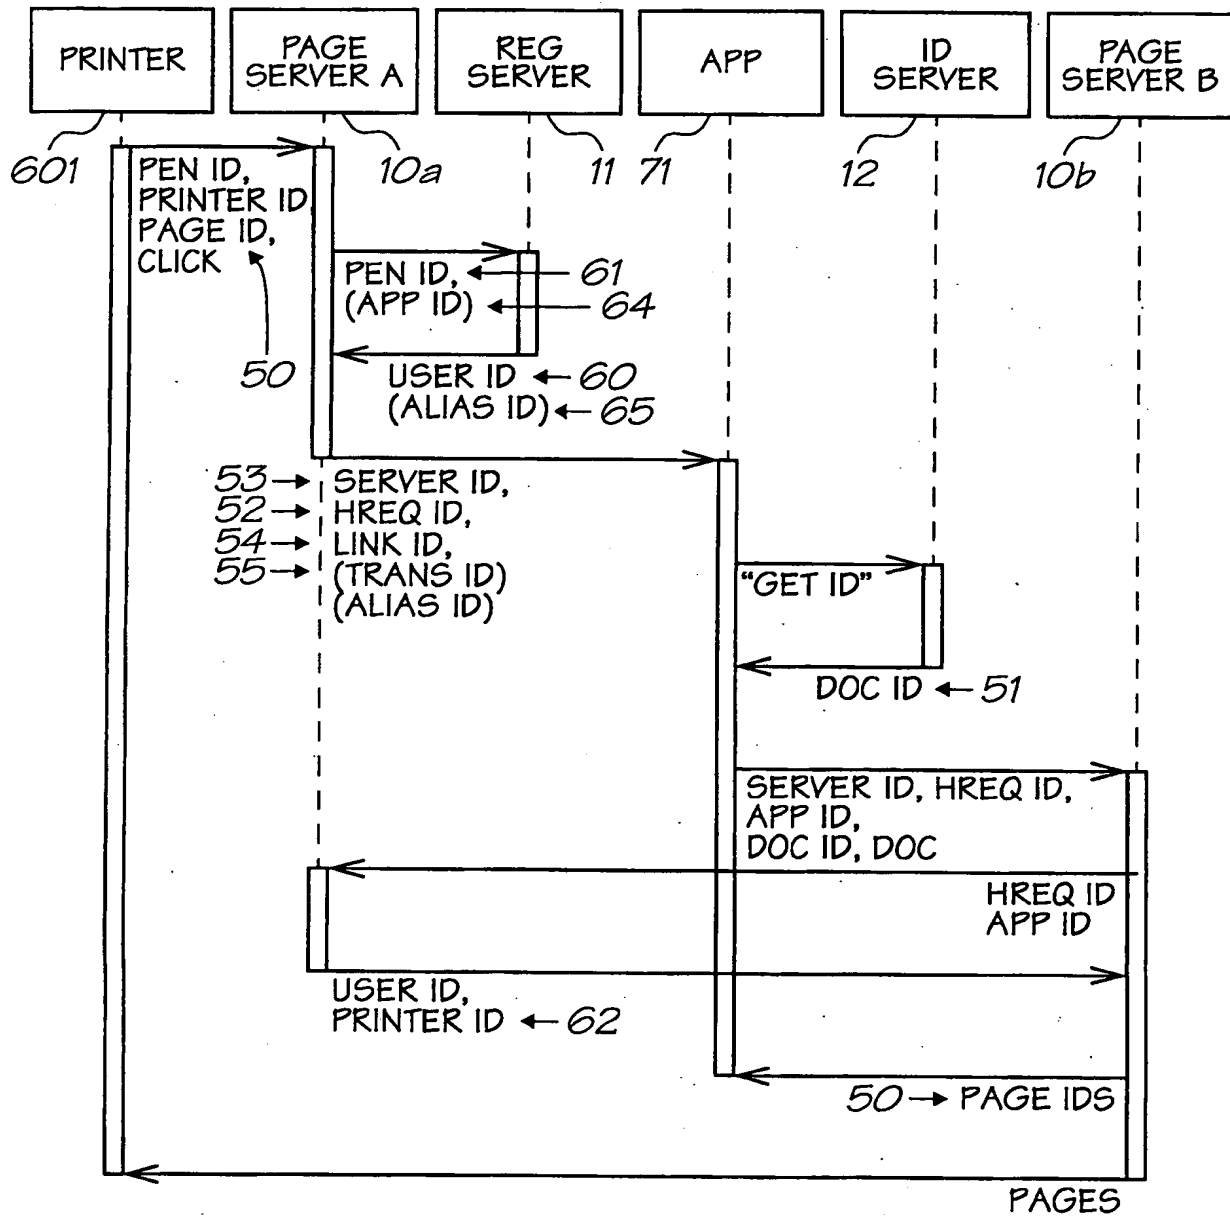 PRINTER
PAGE
SERVER A
REG
SERVER
APP
ID
SERVER
PAGE
SERVER B
601
10a
11
71
12
10b
PEN ID,
PRINTER ID
PAGE ID,
CLICK
50
PEN ID, 61
(APP ID) 64
USER ID 60
(ALIAS ID) 65
53 SERVER ID,
52 HREQ ID,
54 LINK ID,
55 (TRANS ID)
(ALIAS ID)
"GET ID"
DOC ID 51
SERVER ID, HREQ ID,
APP ID,
DOC ID, DOC
HREQ ID
APP ID
USER ID,
PRINTER ID 62
50 PAGE IDS
PAGES